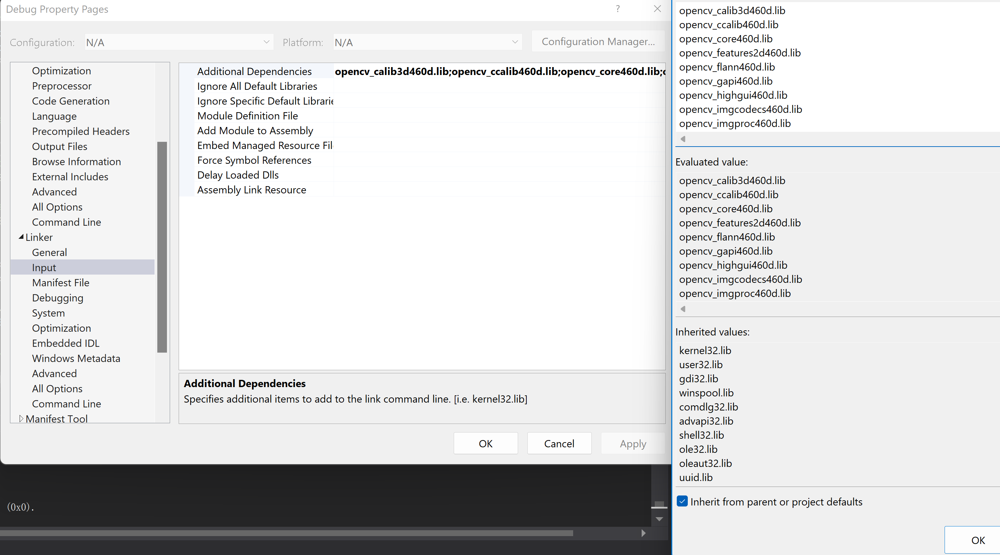 Debug Property Pages
Configuration: N/A Platform: N/A Configuration Manager...
Optimization
Preprocessor
Code Generation
Language
Precompiled Headers
Output Files
Browse Information
External Includes
Advanced
All Options
Command Line
Linker
General
Input
Manifest File
Debugging
System
Optimization
Embedded IDL
Windows Metadata
Advanced
All Options
Command Line
Manifest Tool
Additional Dependencies opencv_calib3d460d.lib;opencv_ccalib460d.lib;opencv_core460d.lib;
Ignore All Default Libraries
Ignore Specific Default Librarie
Module Definition File
Add Module to Assembly
Embed Managed Resource Fil
Force Symbol References
Delay Loaded Dlls
Assembly Link Resource
Additional Dependencies
Specifies additional items to add to the link command line. [i.e. kernel32.lib]
OK Cancel Apply
(0x0).
opencv_calib3d460d.lib
opencv_ccalib460d.lib
opencv_core460d.lib
opencv_features2d460d.lib
opencv_flann460d.lib
opencv_gapi460d.lib
opencv_highgui460d.lib
opencv_imgcodecs460d.lib
opencv_imgproc460d.lib
Evaluated value:
opencv_calib3d460d.lib
opencv_ccalib460d.lib
opencv_core460d.lib
opencv_features2d460d.lib
opencv_flann460d.lib
opencv_gapi460d.lib
opencv_highgui460d.lib
opencv_imgcodecs460d.lib
opencv_imgproc460d.lib
Inherited values:
kernel32.lib
user32.lib
gdi32.lib
winspool.lib
comdlg32.lib
advapi32.lib
shell32.lib
ole32.lib
oleaut32.lib
uuid.lib
Inherit from parent or project defaults
OK